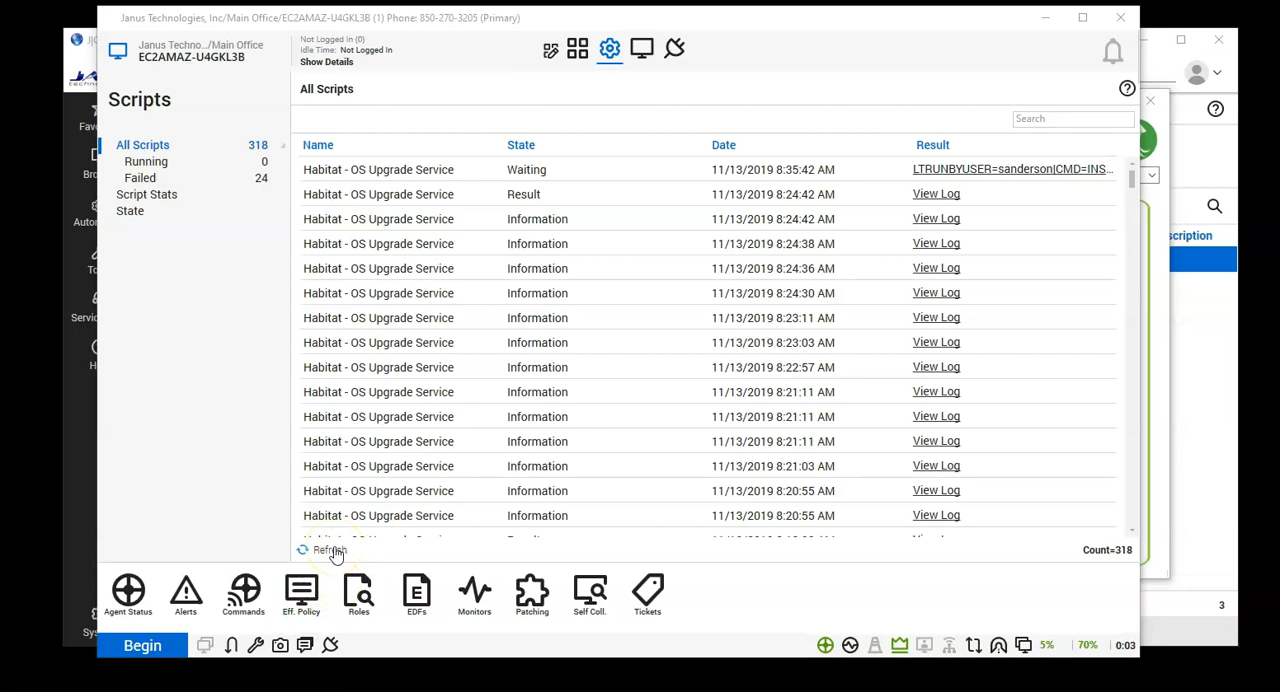 Janus Technologies, Inc/Main Office/EC2AMAZ-U4GKL3B (1) Phone: 850-270-3205 (Primary)
Janus Techno.../Main Office
EC2AMAZ-U4GKL3B
Not Logged in (0)
Idle Time: Not Logged In
Show Details
Scripts
All Scripts 318
Running 0
Failed 24
Script Stats
State
All Scripts
Search
Name State Date Result
Habitat - OS Upgrade Service Waiting 11/13/2019 8:35:42 AM LTRUNBYUSER=sanderson|CMD=INS...
Habitat - OS Upgrade Service Result 11/13/2019 8:24:42 AM View Log
Habitat - OS Upgrade Service Information 11/13/2019 8:24:42 AM View Log
Habitat - OS Upgrade Service Information 11/13/2019 8:24:38 AM View Log
Habitat - OS Upgrade Service Information 11/13/2019 8:24:36 AM View Log
Habitat - OS Upgrade Service Information 11/13/2019 8:24:30 AM View Log
Habitat - OS Upgrade Service Information 11/13/2019 8:23:11 AM View Log
Habitat - OS Upgrade Service Information 11/13/2019 8:23:03 AM View Log
Habitat - OS Upgrade Service Information 11/13/2019 8:22:57 AM View Log
Habitat - OS Upgrade Service Information 11/13/2019 8:21:11 AM View Log
Habitat - OS Upgrade Service Information 11/13/2019 8:21:11 AM View Log
Habitat - OS Upgrade Service Information 11/13/2019 8:21:11 AM View Log
Habitat - OS Upgrade Service Information 11/13/2019 8:21:03 AM View Log
Habitat - OS Upgrade Service Information 11/13/2019 8:20:55 AM View Log
Habitat - OS Upgrade Service Information 11/13/2019 8:20:55 AM View Log
Refresh Count=318
Agent Status Alerts Commands Eff. Policy Roles EDFs Monitors Patching Self Coll. Tickets
Begin 5% 70% 0:03
Favo
Bro
Auton
To
Servic
H
Sy
scription
3